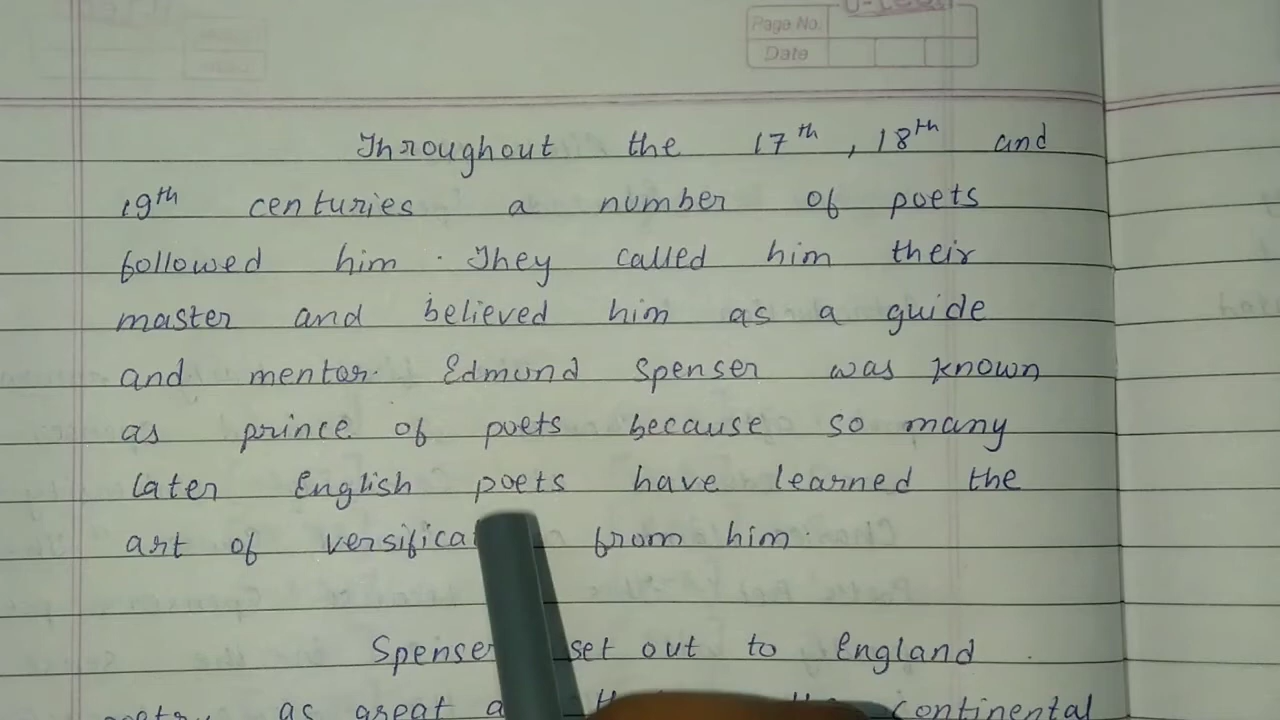 Page No.
Date
Throughout the 17th, 18th and
19th centuries a number of poets
followed him. They called him their
master and believed him as a guide
and mentor. Edmund Spenser was known
as prince of poets because so many
later English poets have learned the
art of versifica from him.
Spenser set out to England
as great continental